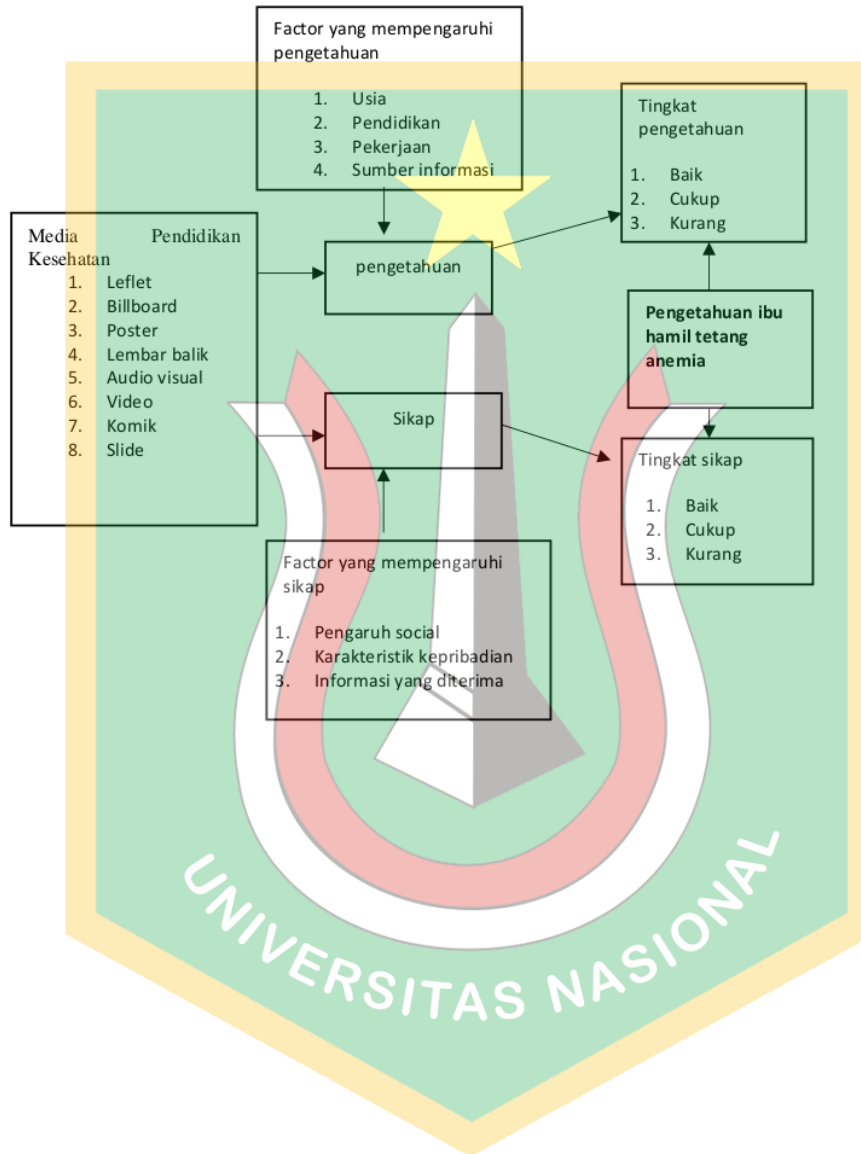 Factor yang mempengaruhi
pengetahuan
1. Usia
2. Pendidikan
3. Pekerjaan
4. Sumber informasi
Tingkat
pengetahuan
1. Baik
2. Cukup
3. Kurang
Media Pendidikan
Kesehatan
1. Leflet
2. Billboard
3. Poster
4. Lembar balik
5. Audio visual
6. Video
7. Komik
8. Slide
pengetahuan
Pengetahuan ibu
hamil tetang
anemia
Sikap
Tingkat sikap
1. Baik
2. Cukup
3. Kurang
Factor yang mempengaruhi
sikap
1. Pengaruh social
2. Karakteristik kepribadian
3. Informasi yang diterima
UNIVERSITAS NASIONAL